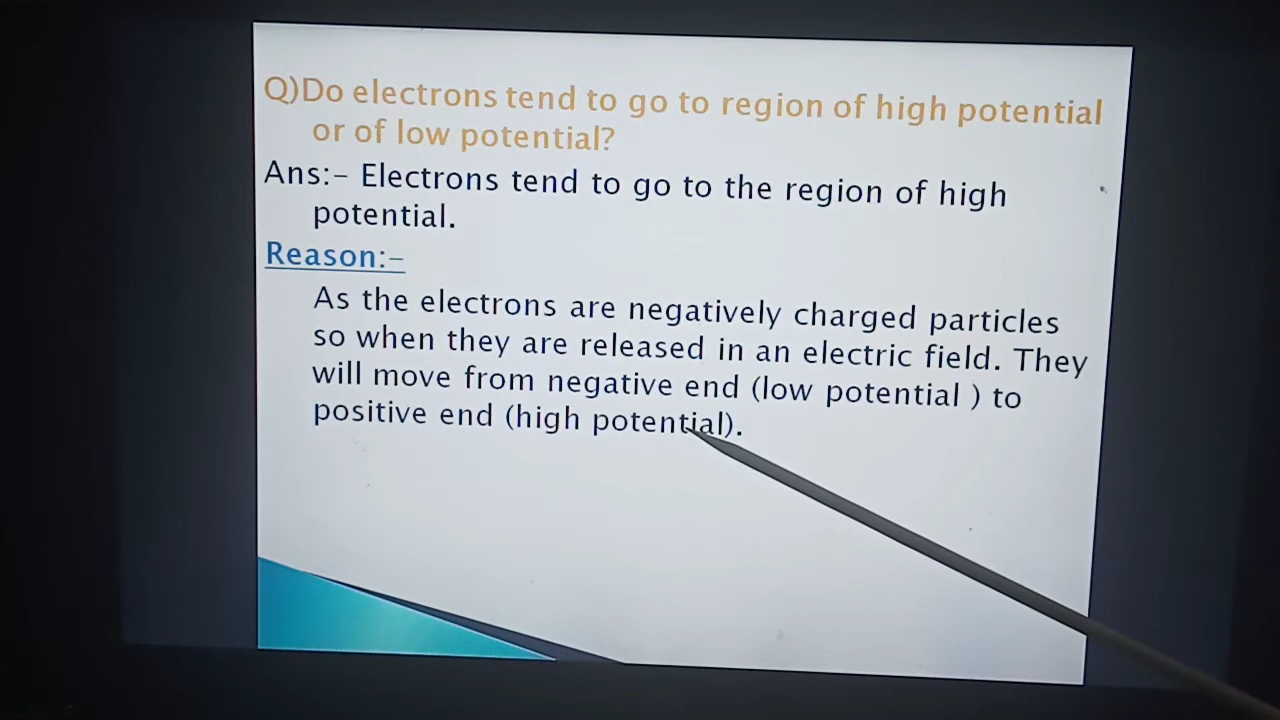 Q)Do electrons tend to go to region of high potential
or of low potential?
Ans:- Electrons tend to go to the region of high
potential.
Reason:-
As the electrons are negatively charged particles
so when they are released in an electric field. They
will move from negative end (low potential ) to
positive end (high potential).